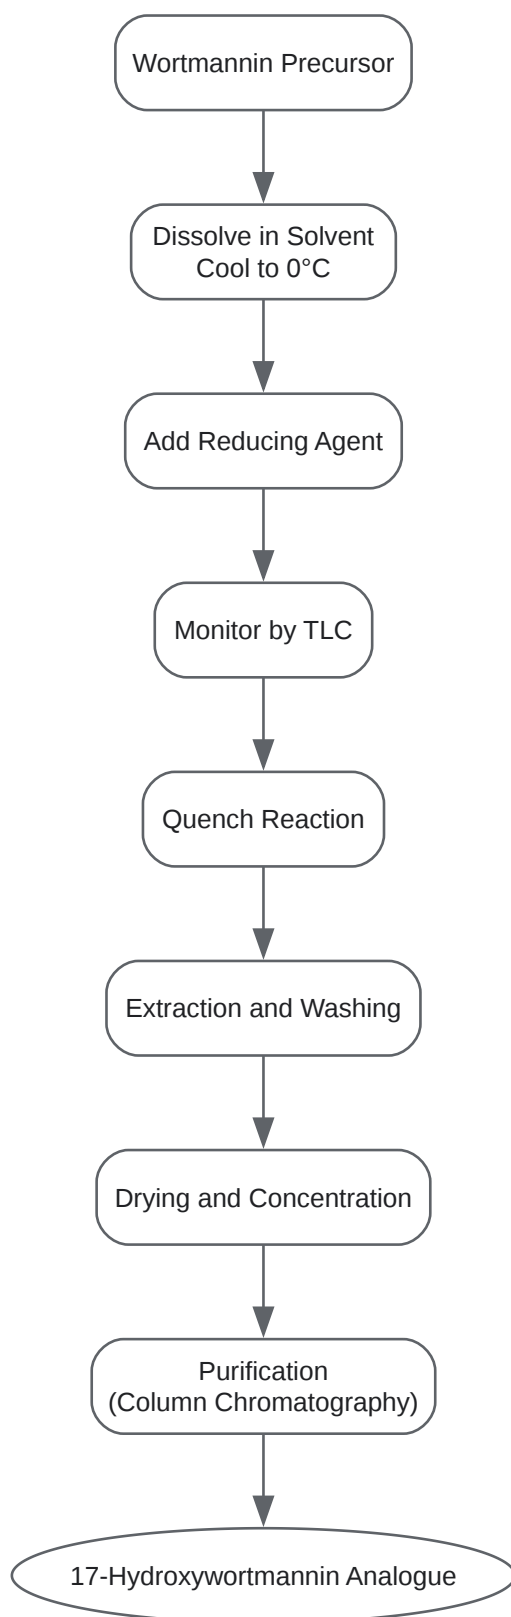 Wortmannin Precursor
Dissolve in Solvent
Cool to 0°C
Add Reducing Agent
Monitor by TLC
Quench Reaction
Extraction and Washing
Drying and Concentration
Purification
(Column Chromatography)
17-Hydroxywortmannin Analogue